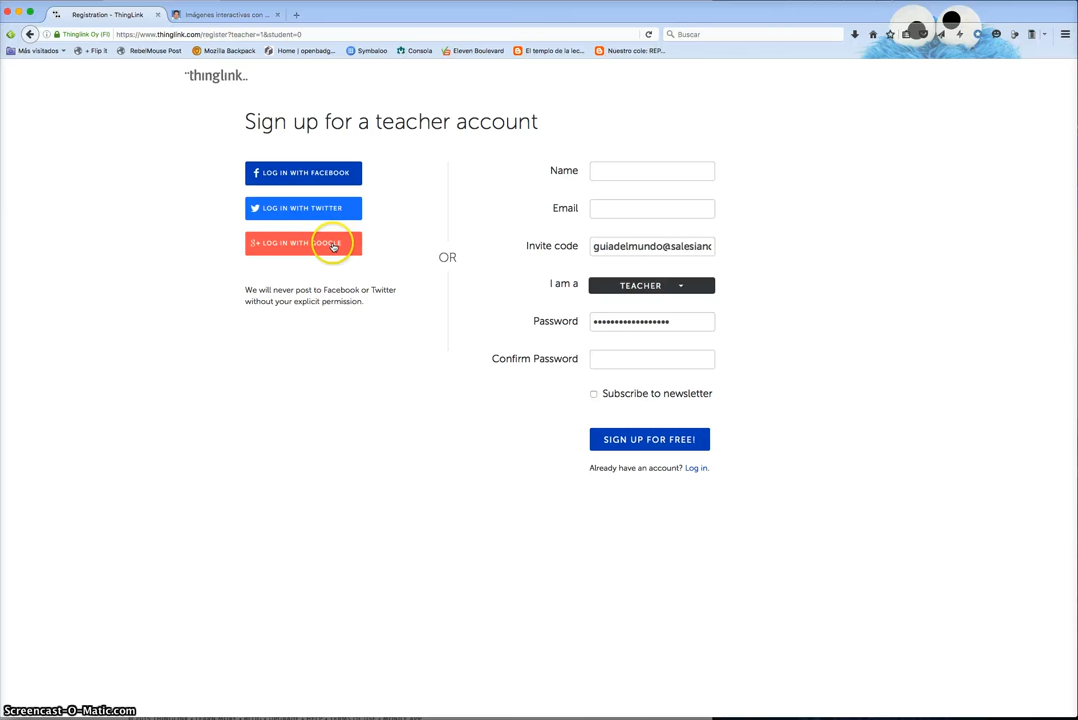 Registration - ThingLink
Imágenes interactivas con ...
Thinglink Oy (FI)
https://www.thinglink.com/register?teacher=1&student=0
Buscar
Más visitados
+ Flip it
RebelMouse Post
Mozilla Backpack
Home | openbadg...
Symbaloo
Consola
Eleven Boulevard
El templo de la lec...
Nuestro cole: REP...
thinglink..
Sign up for a teacher account
LOG IN WITH FACEBOOK
LOG IN WITH TWITTER
LOG IN WITH GOOGLE
We will never post to Facebook or Twitter
without your explicit permission.
OR
Name
Email
Invite code
guiadelmundo@salesianc
I am a
TEACHER
Password
Confirm Password
Subscribe to newsletter
SIGN UP FOR FREE!
Already have an account? Log in.
Screencast-O-Matic.com